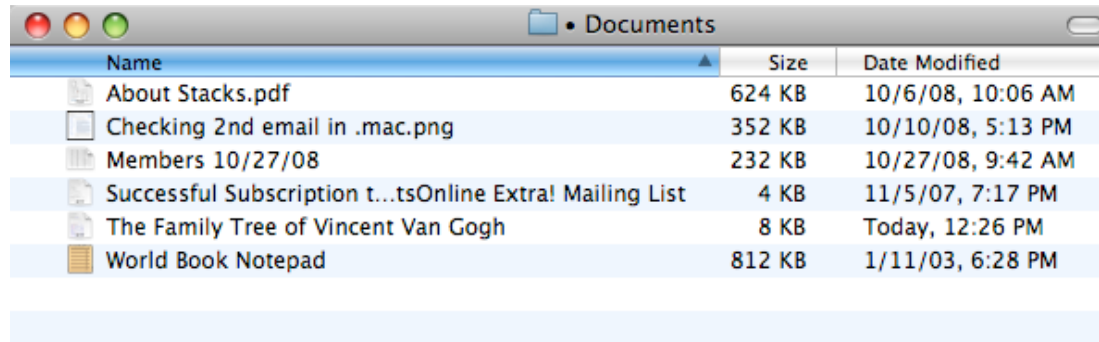 • Documents
Name Size Date Modified
About Stacks.pdf 624 KB 10/6/08, 10:06 AM
Checking 2nd email in .mac.png 352 KB 10/10/08, 5:13 PM
Members 10/27/08 232 KB 10/27/08, 9:42 AM
Successful Subscription t...tsOnline Extra! Mailing List 4 KB 11/5/07, 7:17 PM
The Family Tree of Vincent Van Gogh 8 KB Today, 12:26 PM
World Book Notepad 812 KB 1/11/03, 6:28 PM